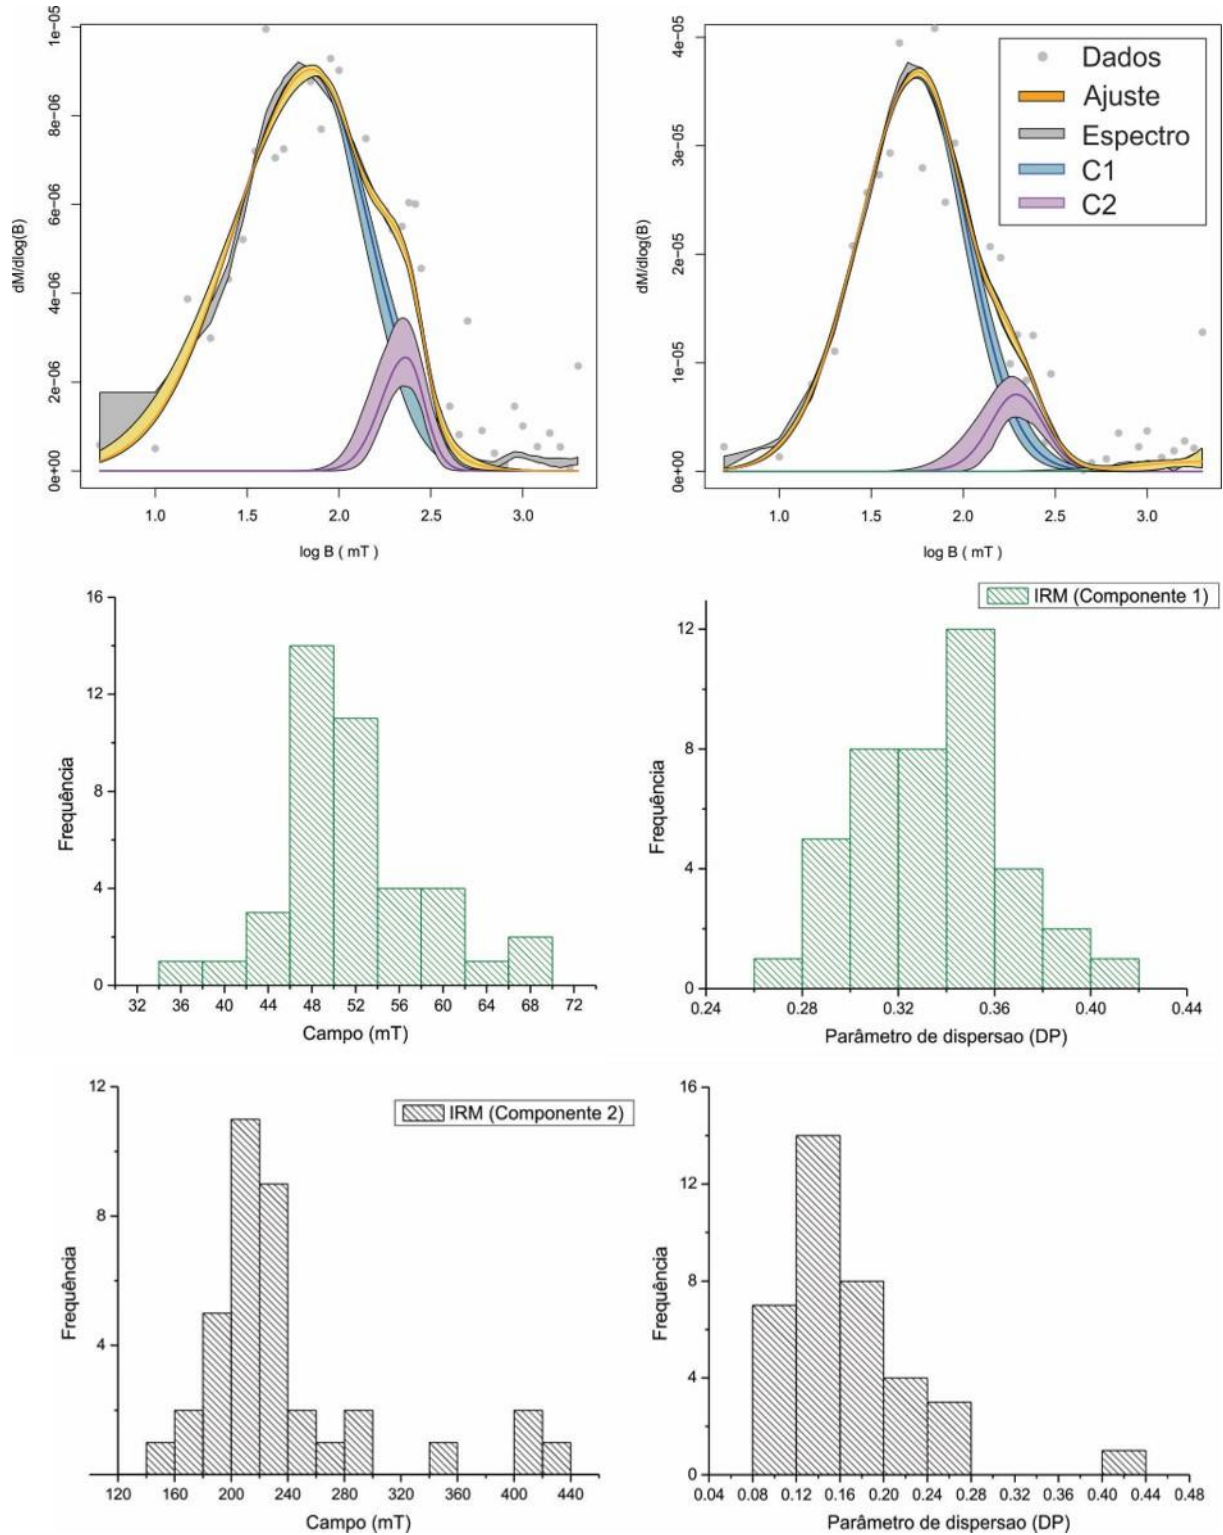 1e-05
8e-06
6e-06
4e-06
2e-06
0e+00
dM/dlog(B)
1.0 1.5 2.0 2.5 3.0
log B ( mT )
4e-05
3e-05
2e-05
1e-05
0e+00
dM/dlog(B)
1.0 1.5 2.0 2.5 3.0
log B ( mT )
Dados
Ajuste
Espectro
C1
C2
16
12
8
4
0
Frequência
32 36 40 44 48 52 56 60 64 68 72
Campo (mT)
IRM (Componente 1)
12
8
4
0
Frequência
0.24 0.28 0.32 0.36 0.40 0.44
Parâmetro de dispersao (DP)
12
8
4
Frequência
IRM (Componente 2)
120 160 200 240 280 320 360 400 440
Campo (mT)
16
12
8
4
0
Frequência
0.04 0.08 0.12 0.16 0.20 0.24 0.28 0.32 0.36 0.40 0.44 0.48
Parâmetro de dispersao (DP)